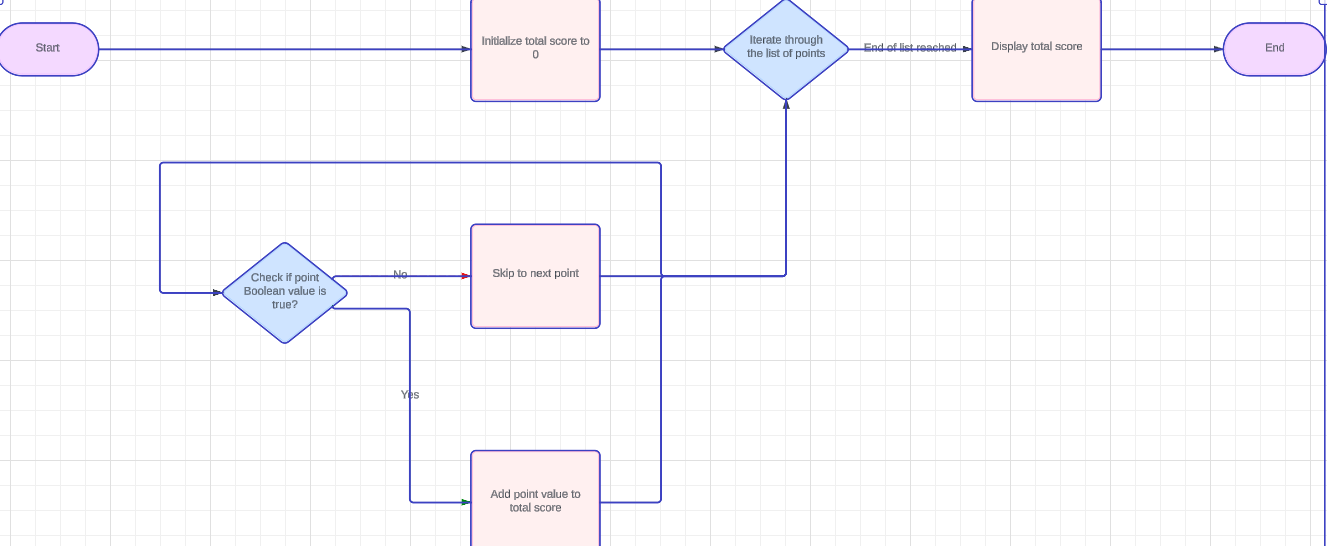 Start
Initialize total score to
0
Iterate through
the list of points
End of list reached
Display total score
End
Check if point
Boolean value is
true?
No
Skip to next point
Yes
Add point value to
total score